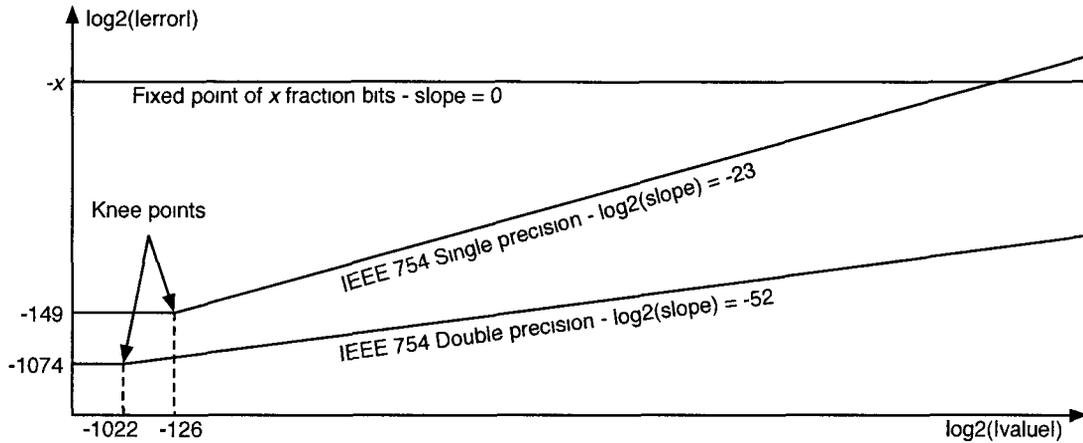 log2(|error|)
-x
Fixed point of x fraction bits - slope = 0
Knee points
IEEE 754 Single precision - log2(slope) = -23
-149
IEEE 754 Double precision - log2(slope) = -52
-1074
-1022
-126
log2(|value|)